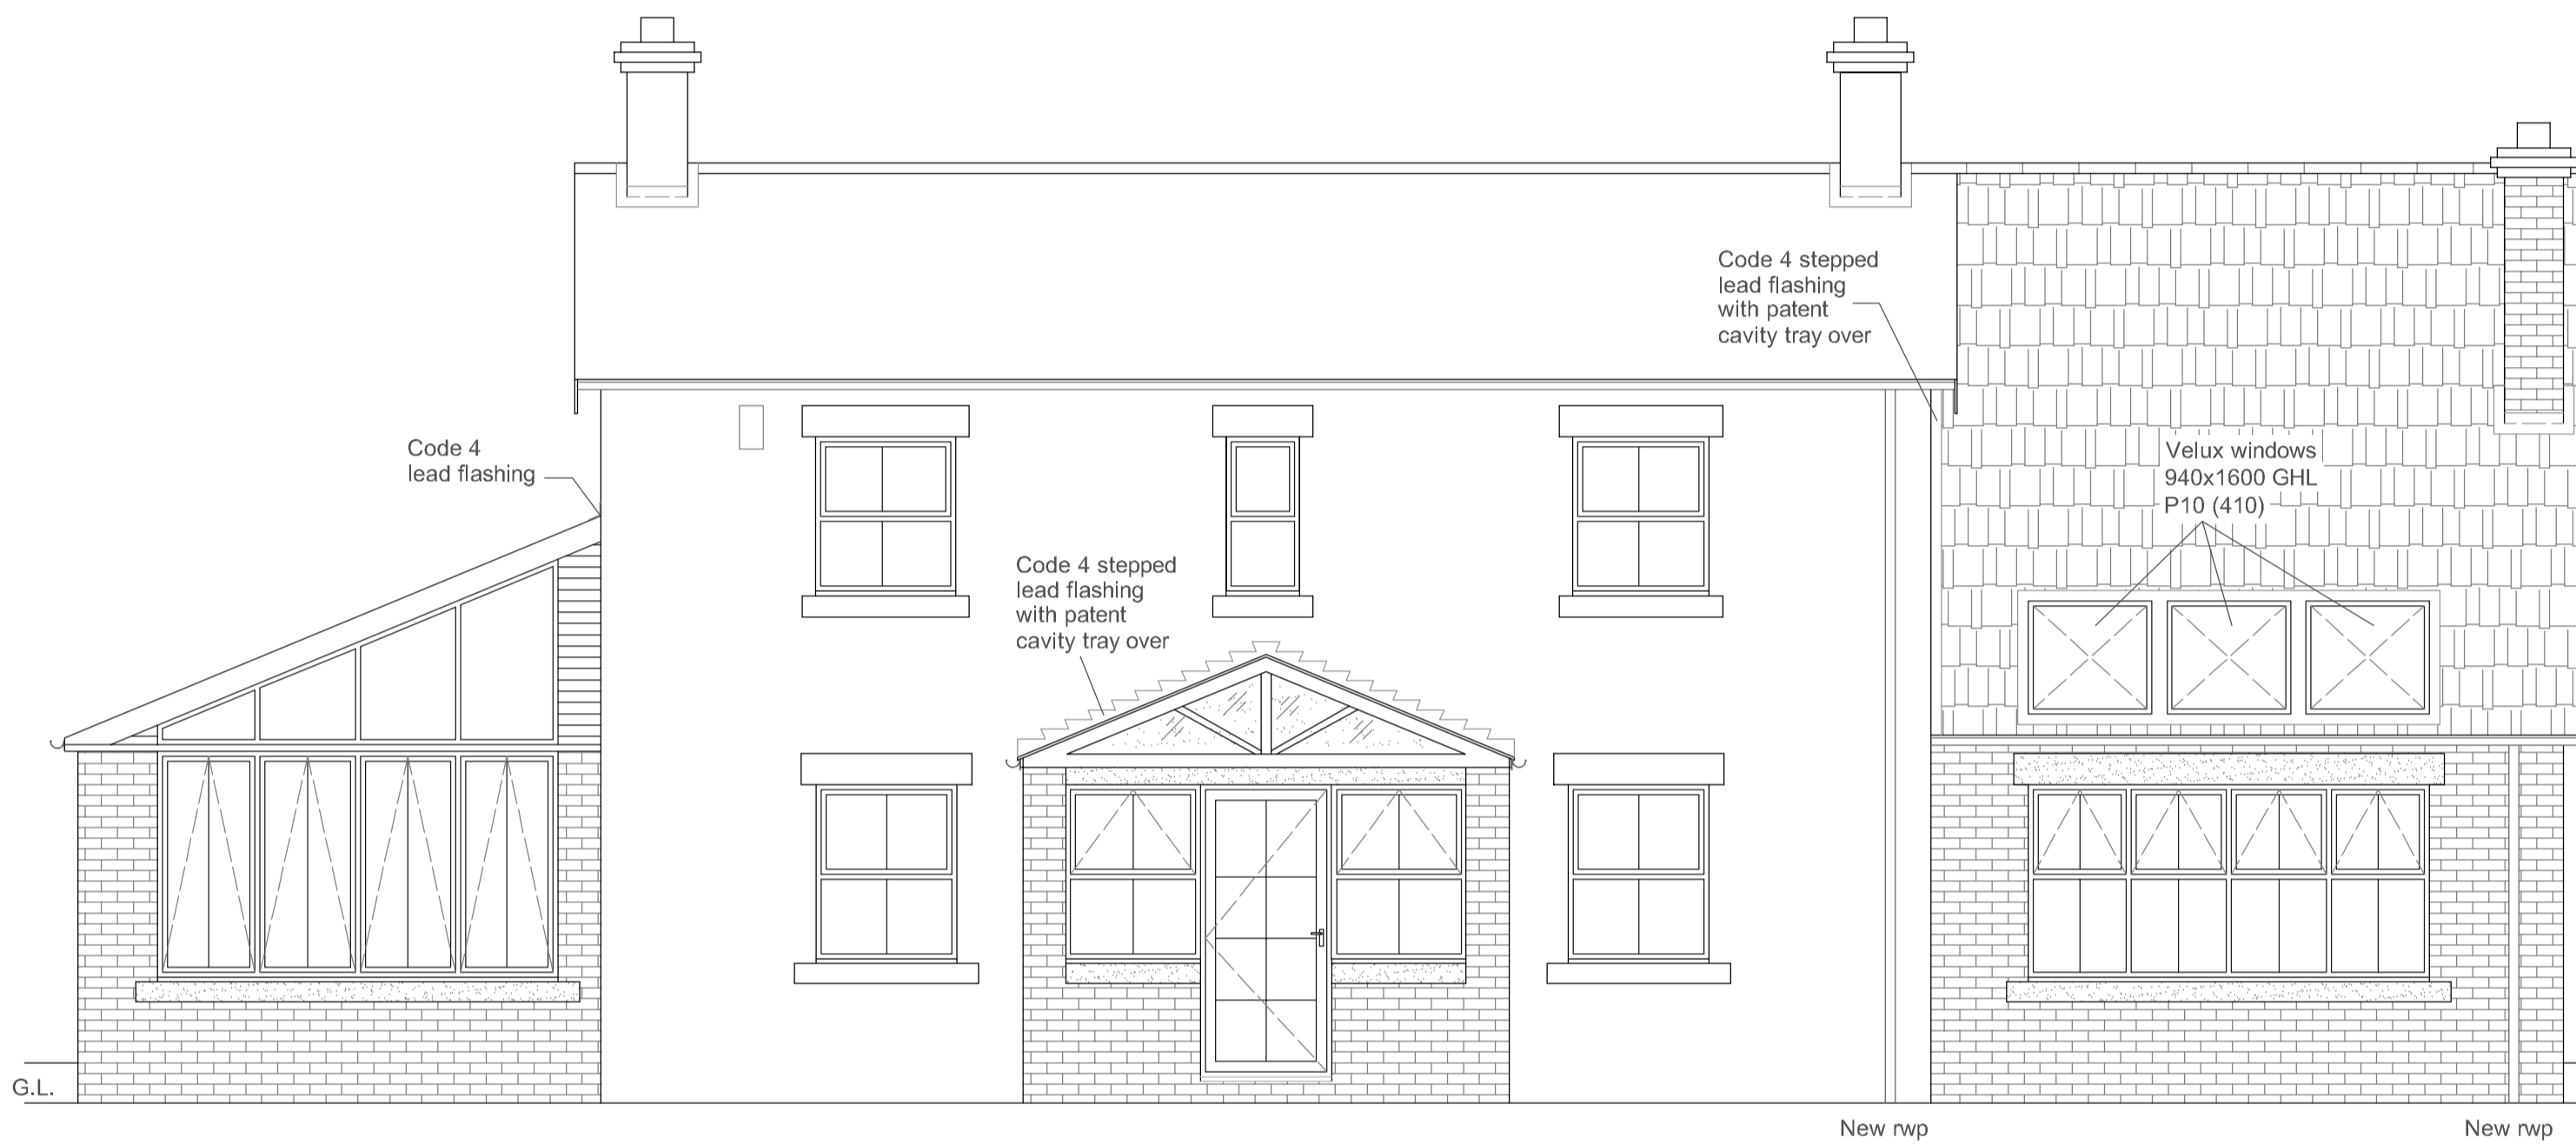 Code 4 stepped
lead flashing
with patent
cavity tray over
Code 4
lead flashing
Velux windows
940x1600 GHL
P10 (410)
Code 4 stepped
lead flashing
with patent
cavity tray over
G.L.
New rwp
New rwp